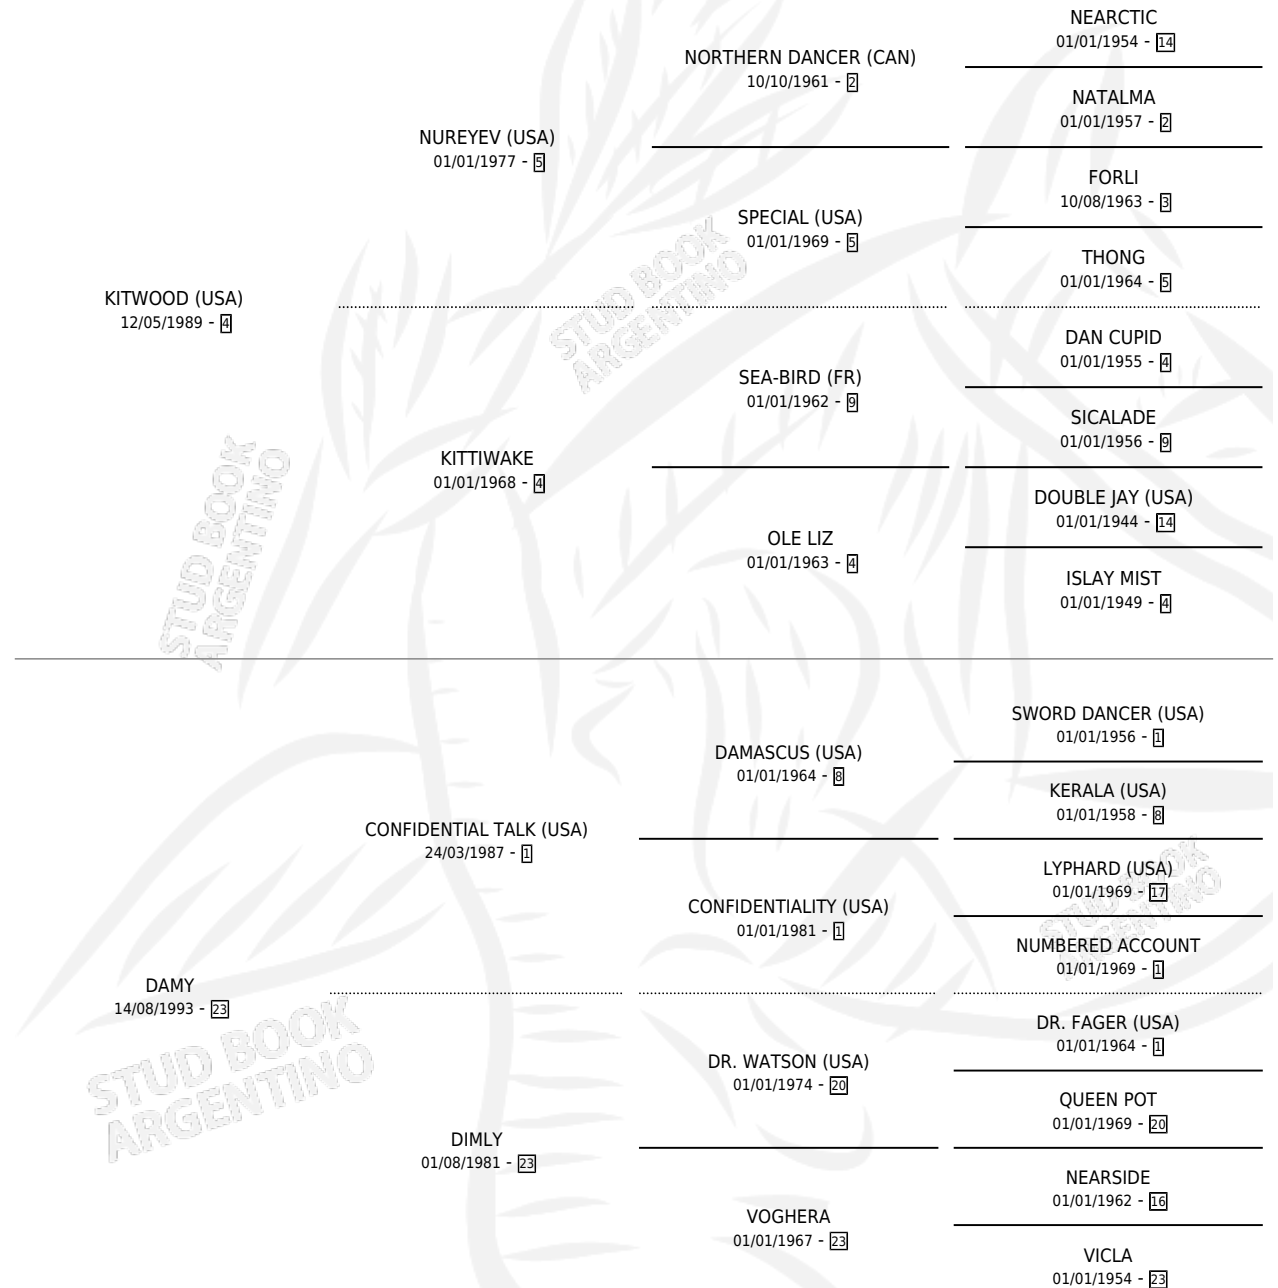 NEARCTIC
01/01/1954 - 14
NORTHERN DANCER (CAN)
10/10/1961 - 2
NATALMA
01/01/1957 - 2
NUREYEV (USA)
01/01/1977 - 5
FORLI
10/08/1963 - 3
SPECIAL (USA)
01/01/1969 - 5
THONG
01/01/1964 - 5
KITWOOD (USA)
12/05/1989 - 4
DAN CUPID
01/01/1955 - 4
SEA-BIRD (FR)
01/01/1962 - 9
SICALADE
01/01/1956 - 9
KITTIWAKE
01/01/1968 - 4
DOUBLE JAY (USA)
01/01/1944 - 14
OLE LIZ
01/01/1963 - 4
ISLAY MIST
01/01/1949 - 4
STUD BOOK
ARGENTINO
STUD BOOK
ARGENTINO
SWORD DANCER (USA)
01/01/1956 - 1
DAMASCUS (USA)
01/01/1964 - 8
KERALA (USA)
01/01/1958 - 8
CONFIDENTIAL TALK (USA)
24/03/1987 - 1
LYPHARD (USA)
01/01/1969 - 17
CONFIDENTIALITY (USA)
01/01/1981 - 1
NUMBERED ACCOUNT
01/01/1969 - 1
DAMY
14/08/1993 - 23
DR. FAGER (USA)
01/01/1964 - 1
DR. WATSON (USA)
01/01/1974 - 20
QUEEN POT
01/01/1969 - 20
DIMLY
01/08/1981 - 23
NEARSIDE
01/01/1962 - 16
VOGHERA
01/01/1967 - 23
VICLA
01/01/1954 - 23
STUD BOOK
ARGENTINO
STUD BOOK
ARGENTINO